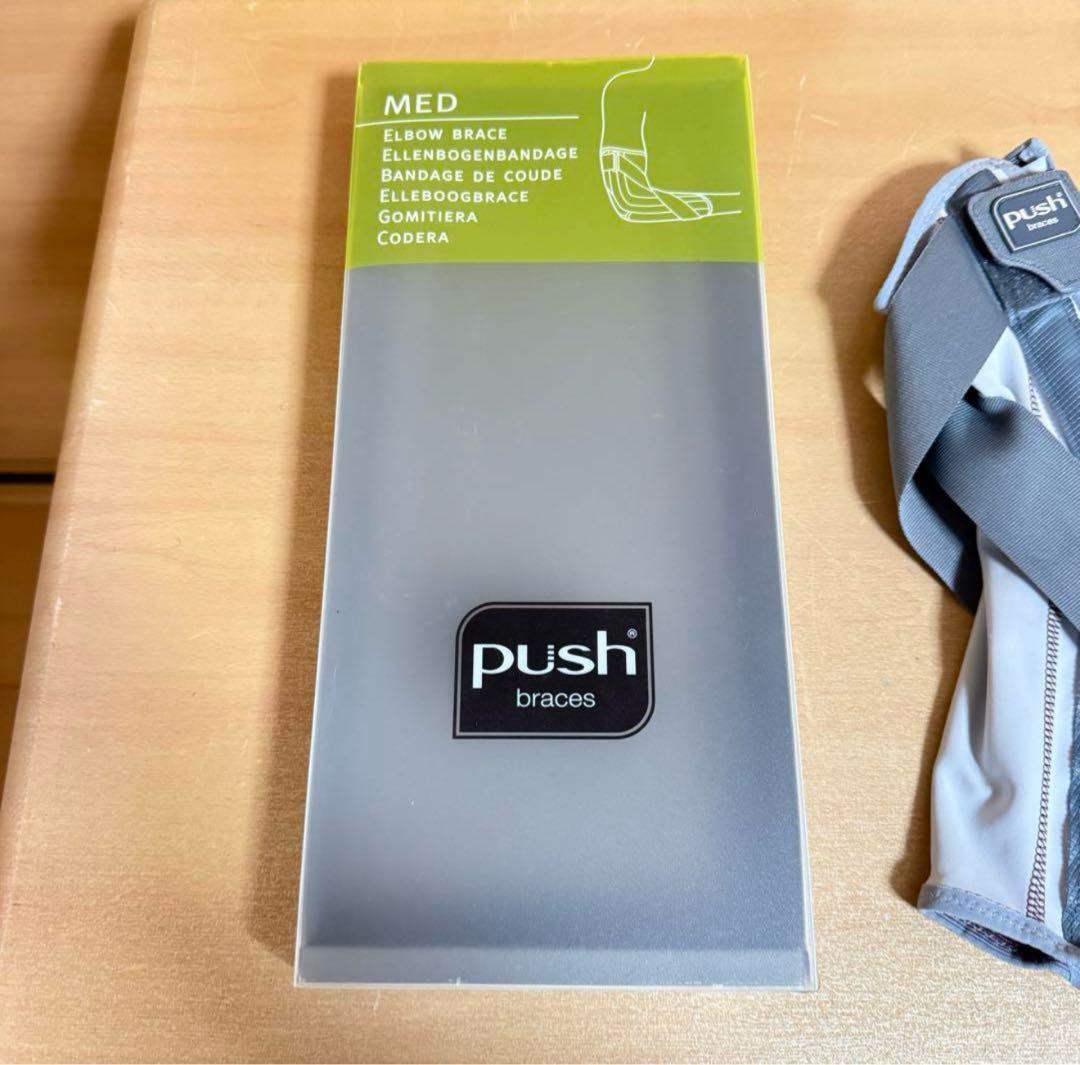 MED
ELBOW BRACE
ELLENBOGENBANDAGE
BANDAGE DE COUDE
ELLEBOOGBRACE
GOMITIERA
CODERA
push®
braces
push
braces